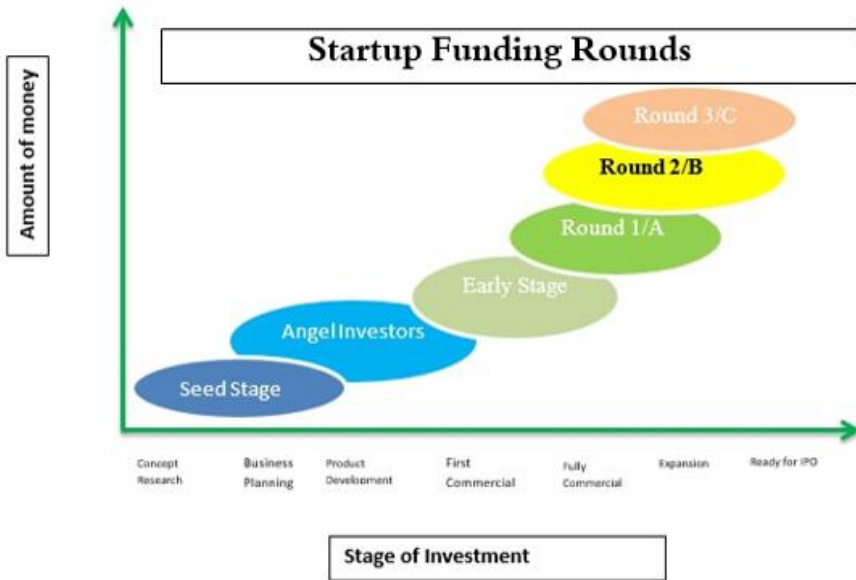 Startup Funding Rounds
Amount of money
Round 3/C
Round 2/B
Round 1/A
Early Stage
Angel Investors
Seed Stage
Concept
Research
Business
Planning
Product
Development
First
Commercial
Fully
Commercial
Expansion
Ready for IPO
Stage of Investment